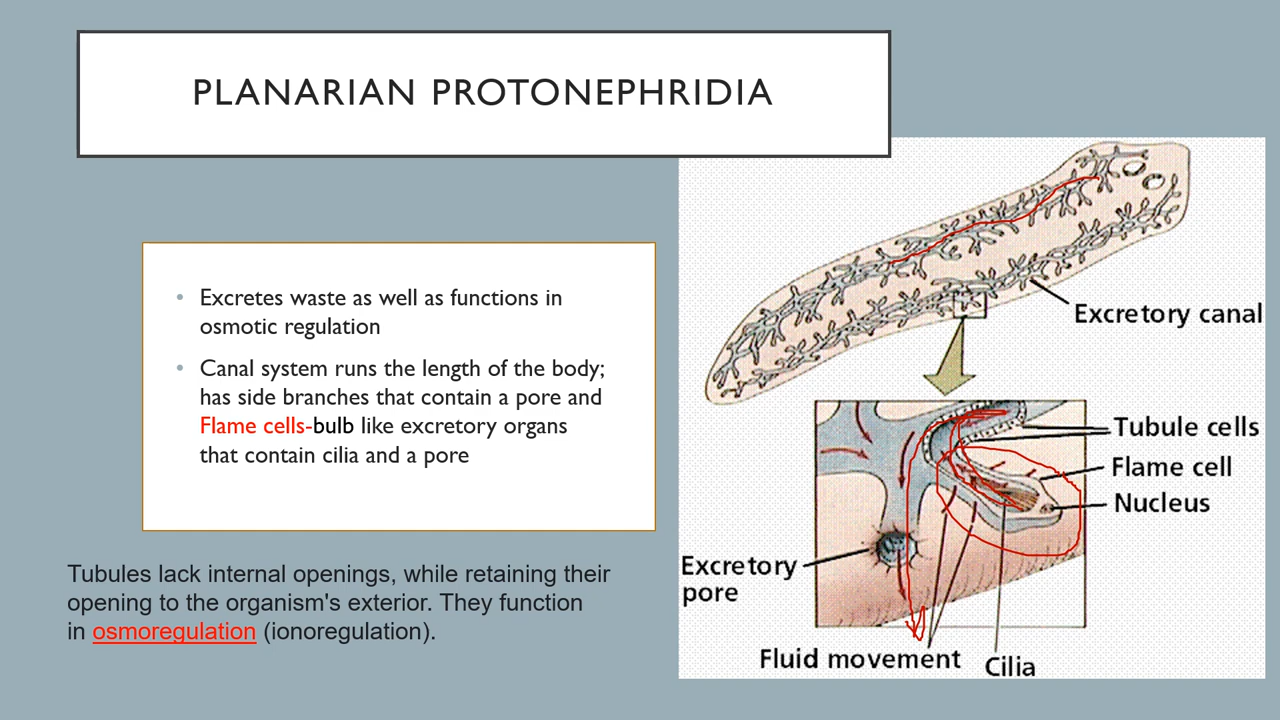 PLANARIAN PROTONEPHRIDIA
• Excretes waste as well as functions in
osmotic regulation
• Canal system runs the length of the body;
has side branches that contain a pore and
Flame cells-bulb like excretory organs
that contain cilia and a pore
Tubules lack internal openings, while retaining their
opening to the organism's exterior. They function
in osmoregulation (ionoregulation).
Excretory canal
Tubule cells
Flame cell
Nucleus
Excretory
pore
Fluid movement
Cilia